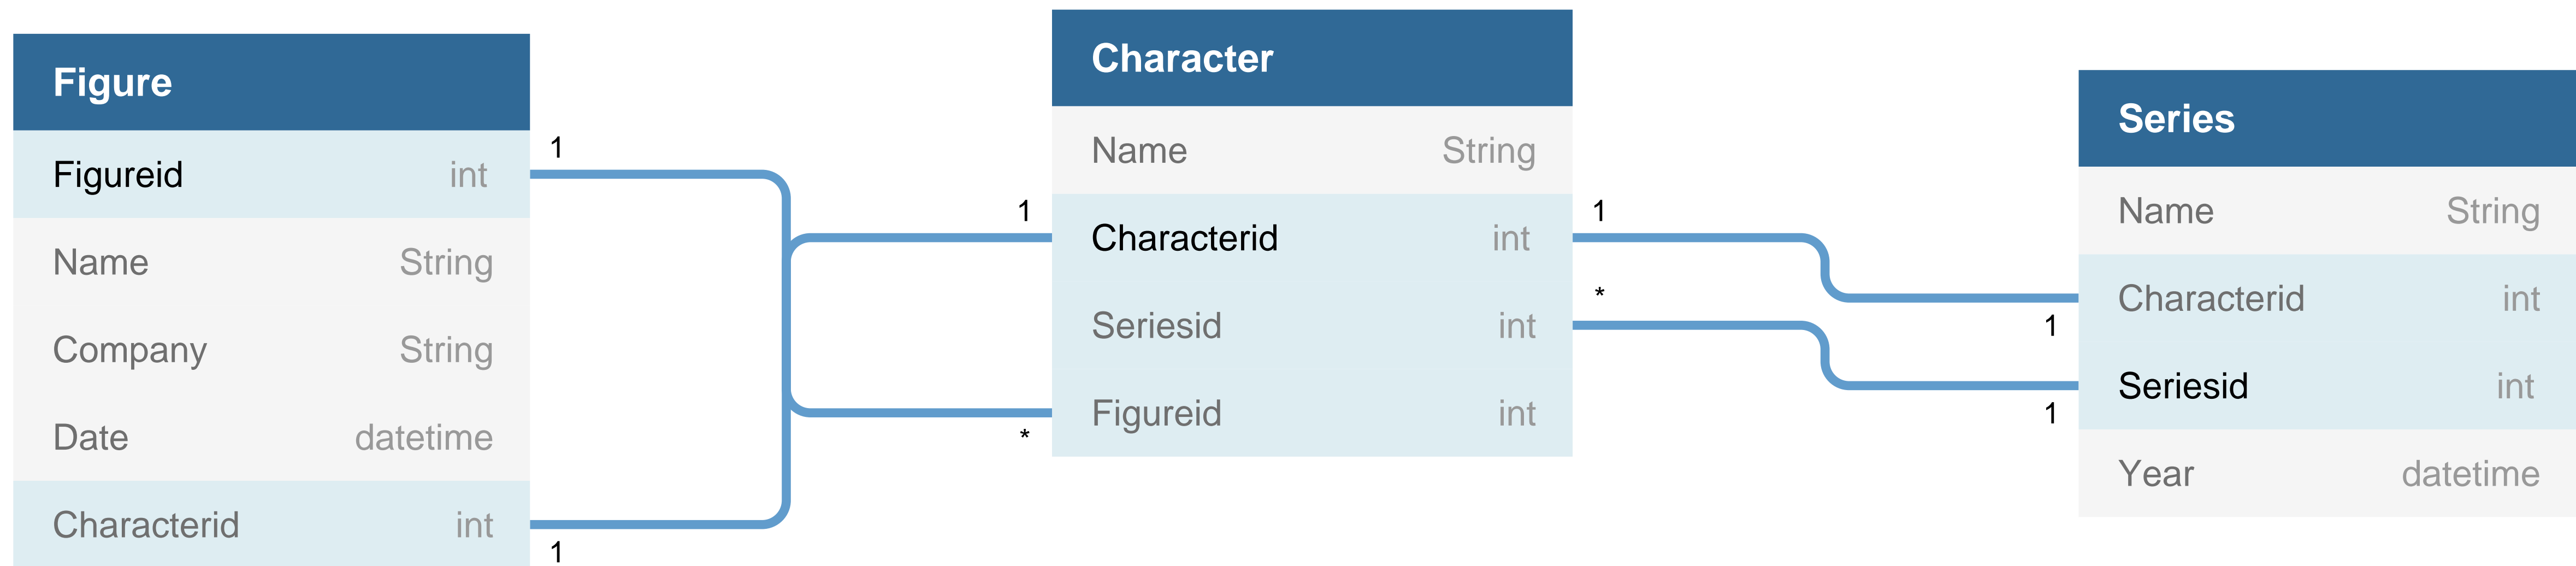 Figure
Figureid int
Name String
Company String
Date datetime
Characterid int
1
1
1
*
Character
Name String
Characterid int
Seriesid int
Figureid int
1
*
1
1
Series
Name String
Characterid int
Seriesid int
Year datetime